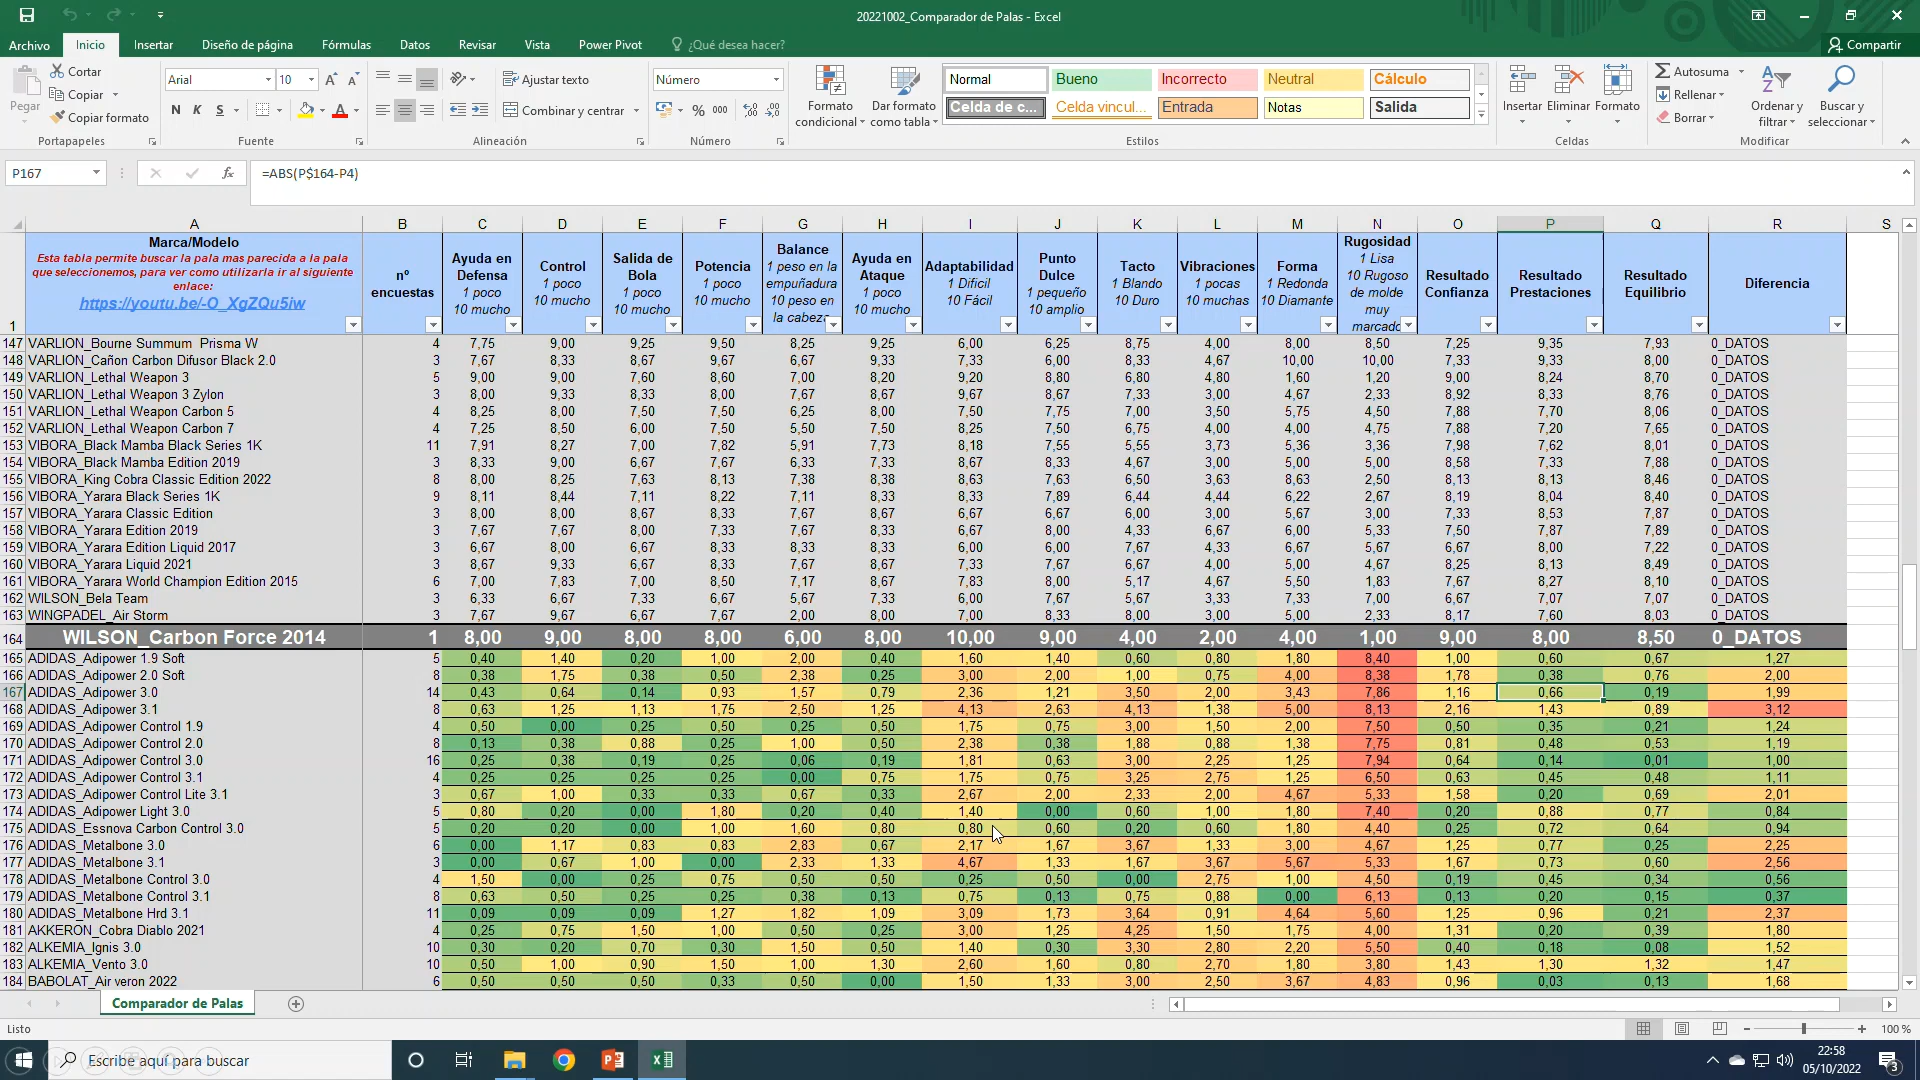 20221002_Comparador de Palas - Excel
Archivo Inicio Insertar Diseño de página Fórmulas Datos Revisar Vista Power Pivot ¿Qué desea hacer? Compartir
Pegar Cortar Copiar Copiar formato
Arial 10 N K S
Ajustar texto Combinar y centrar
Número % 000
Formato condicional Dar formato como tabla
Normal Bueno Incorrecto Neutral Cálculo
Celda de c... Celda vincul... Entrada Notas Salida
Insertar Eliminar Formato
Autosuma Rellenar Borrar Ordenar y filtrar Buscar y seleccionar
Portapapeles Fuente Alineación Número Estilos Celdas Modificar
P167 fx =ABS(P$164-P4)
A B C D E F G H I J K L M N O P Q R S
1
Marca/Modelo
Esta tabla permite buscar la pala mas parecida a la pala
que seleccionemos, para ver como utilizarla ir al siguiente
enlace:
https://youtu.be/-O_XgZQu5iw
nº encuestas
Ayuda en Defensa 1 poco 10 mucho
Control 1 poco 10 mucho
Salida de Bola 1 poco 10 mucho
Potencia 1 poco 10 mucho
Balance 1 peso en la empuñadura 10 peso en la cabeza
Ayuda en Ataque 1 poco 10 mucho
Adaptabilidad 1 Dificil 10 Fácil
Punto Dulce 1 pequeño 10 amplio
Tacto 1 Blando 10 Duro
Vibraciones 1 pocas 10 muchas
Forma 1 Redonda 10 Diamante
Rugosidad 1 Lisa 10 Rugoso de molde muy marcado
Resultado Confianza
Resultado Prestaciones
Resultado Equilibrio
Diferencia
147 VARLION_Bourne Summum Prisma W 4 7,75 9,00 9,25 9,50 8,25 9,25 6,00 6,25 8,75 4,00 8,00 8,50 7,25 9,35 7,93 0_DATOS
148 VARLION_Cañon Carbon Difusor Black 2.0 3 7,67 8,33 8,67 9,67 6,67 9,33 7,33 6,00 8,33 4,67 10,00 10,00 7,33 9,33 8,00 0_DATOS
149 VARLION_Lethal Weapon 3 5 9,00 9,00 7,60 8,60 7,00 8,20 9,20 8,80 6,80 4,80 1,60 1,20 9,00 8,24 8,70 0_DATOS
150 VARLION_Lethal Weapon 3 Zylon 3 8,00 9,33 8,33 8,00 7,67 8,67 9,67 8,67 7,33 3,00 4,67 2,33 8,92 8,33 8,76 0_DATOS
151 VARLION_Lethal Weapon Carbon 5 4 8,25 8,00 7,50 7,50 6,25 8,00 7,50 7,75 7,00 3,50 5,75 4,50 7,88 7,70 8,06 0_DATOS
152 VARLION_Lethal Weapon Carbon 7 4 7,25 8,50 6,00 7,50 5,50 7,50 8,25 7,50 6,75 4,00 4,00 4,75 7,88 7,20 7,65 0_DATOS
153 VIBORA_Black Mamba Black Series 1K 11 7,91 8,27 7,00 7,82 5,91 7,73 8,18 7,55 5,55 3,73 5,36 3,36 7,98 7,62 8,01 0_DATOS
154 VIBORA_Black Mamba Edition 2019 3 8,33 9,00 6,67 7,67 6,33 7,33 8,67 8,33 4,67 3,00 5,00 5,00 8,58 7,33 7,88 0_DATOS
155 VIBORA_King Cobra Classic Edition 2022 8 8,00 8,25 7,63 8,13 7,38 8,38 8,63 7,63 6,50 3,63 8,63 2,50 8,13 8,13 8,46 0_DATOS
156 VIBORA_Yarara Black Series 1K 9 8,11 8,44 7,11 8,22 7,11 8,33 8,33 7,89 6,44 4,44 6,22 2,67 8,19 8,04 8,40 0_DATOS
157 VIBORA_Yarara Classic Edition 3 8,00 8,00 8,67 8,33 7,67 9,33 6,67 6,67 6,00 3,00 5,67 3,00 7,33 8,53 7,87 0_DATOS
158 VIBORA_Yarara Edition 2019 3 7,67 7,67 8,00 7,33 7,67 8,33 6,67 8,00 4,33 4,67 6,00 5,33 7,50 7,87 7,89 0_DATOS
159 VIBORA_Yarara Edition Liquid 2017 3 6,67 8,00 6,67 8,33 8,33 8,33 6,00 6,00 7,67 4,33 6,67 5,67 6,67 8,00 7,22 0_DATOS
160 VIBORA_Yarara Liquid 2021 3 8,67 9,33 6,67 8,33 7,67 8,67 7,33 7,67 6,67 4,00 5,00 4,67 8,25 8,13 8,49 0_DATOS
161 VIBORA_Yarara World Champion Edition 2015 6 7,00 7,83 7,00 8,50 7,17 8,67 7,83 8,00 5,17 4,67 5,50 1,83 7,67 8,27 8,10 0_DATOS
162 WILSON_Bela Team 3 6,33 6,67 7,33 6,67 5,67 7,33 6,00 7,67 5,67 3,33 7,33 7,00 6,67 7,07 7,07 0_DATOS
163 WINGPADEL_Air Storm 3 7,67 9,67 6,67 7,67 2,00 8,00 7,00 8,33 8,00 3,00 5,00 2,33 8,17 7,60 8,03 0_DATOS
164 WILSON_Carbon Force 2014 1 8,00 9,00 8,00 8,00 6,00 8,00 10,00 9,00 4,00 2,00 4,00 1,00 9,00 8,00 8,50 0_DATOS
165 ADIDAS_Adipower 1.9 Soft 5 0,40 1,40 0,20 1,00 2,00 0,40 1,60 1,40 0,60 0,80 1,80 8,40 1,00 0,60 0,67 1,27
166 ADIDAS_Adipower 2.0 Soft 8 0,38 1,75 0,38 0,50 2,38 0,25 3,00 2,00 1,00 0,75 4,00 8,38 1,78 0,38 0,76 2,00
167 ADIDAS_Adipower 3.0 14 0,43 0,64 0,14 0,93 1,57 0,79 2,36 1,21 3,50 2,00 3,43 7,86 1,16 0,66 0,19 1,99
168 ADIDAS_Adipower 3.1 8 0,63 1,25 1,13 1,75 2,50 1,25 4,13 2,63 4,13 1,38 5,00 8,13 2,16 1,43 0,89 3,12
169 ADIDAS_Adipower Control 1.9 4 0,50 0,00 0,25 0,50 0,25 0,50 1,75 0,75 3,00 1,50 1,75 7,50 0,50 0,35 0,21 1,24
170 ADIDAS_Adipower Control 2.0 8 0,13 0,38 0,88 0,25 1,00 0,50 2,38 0,38 1,88 0,88 1,38 7,75 0,81 0,48 0,53 1,19
171 ADIDAS_Adipower Control 3.0 16 0,25 0,38 0,19 0,25 0,06 0,19 1,81 0,63 3,00 2,25 1,25 7,94 0,64 0,14 0,01 1,00
172 ADIDAS_Adipower Control 3.1 4 0,25 0,25 0,25 0,25 0,00 0,75 1,75 0,75 3,25 2,75 1,25 6,50 0,63 0,45 0,48 1,11
173 ADIDAS_Adipower Control Lite 3.1 3 0,67 1,00 0,33 0,33 0,67 0,33 2,67 2,00 2,33 2,00 4,67 5,33 1,58 0,20 0,69 2,01
174 ADIDAS_Adipower Light 3.0 5 0,80 0,20 0,00 1,80 0,20 0,40 1,40 0,00 0,60 1,00 1,80 7,40 0,20 0,88 0,77 0,84
175 ADIDAS_Essnova Carbon Control 3.0 5 0,20 0,20 0,00 1,00 1,60 0,80 0,80 0,60 0,20 0,60 1,80 4,40 0,25 0,72 0,64 0,94
176 ADIDAS_Metalbone 3.0 6 0,00 1,17 0,83 0,83 2,83 0,67 2,17 1,67 3,67 1,33 3,00 4,67 1,25 0,77 0,25 2,25
177 ADIDAS_Metalbone 3.1 3 0,00 0,67 1,00 0,00 2,33 1,33 4,67 1,33 1,67 3,67 5,67 5,33 1,67 0,73 0,60 2,56
178 ADIDAS_Metalbone Control 3.0 4 1,50 0,00 0,25 0,75 0,50 0,50 0,25 0,50 0,00 2,75 1,00 4,50 0,19 0,45 0,34 0,56
179 ADIDAS_Metalbone Control 3.1 8 0,63 0,50 0,25 0,25 0,38 0,13 0,75 0,13 0,75 0,88 0,00 6,13 0,13 0,20 0,15 0,37
180 ADIDAS_Metalbone Hrd 3.1 11 0,09 0,09 0,09 1,27 1,82 1,09 3,09 1,73 3,64 0,91 4,64 5,60 1,25 0,96 0,21 2,37
181 AKKERON_Cobra Diablo 2021 4 0,25 0,75 1,50 1,00 0,50 0,25 3,00 1,25 4,25 1,50 1,75 4,00 1,31 0,20 0,39 1,80
182 ALKEMIA_Ignis 3.0 10 0,30 0,20 0,70 0,30 1,50 0,50 1,40 0,30 3,30 2,80 2,20 5,50 0,40 0,18 0,08 1,52
183 ALKEMIA_Vento 3.0 10 0,50 1,00 0,90 1,50 1,00 1,30 2,60 1,60 0,80 2,70 1,80 3,80 1,43 1,30 1,32 1,47
184 BABOLAT_Air veron 2022 6 0,50 0,50 0,50 0,33 0,50 0,00 1,50 1,33 3,00 2,50 3,67 4,83 0,96 0,03 0,13 1,68
Comparador de Palas
Listo 100 %
Escribe aquí para buscar
22:58
05/10/2022
3